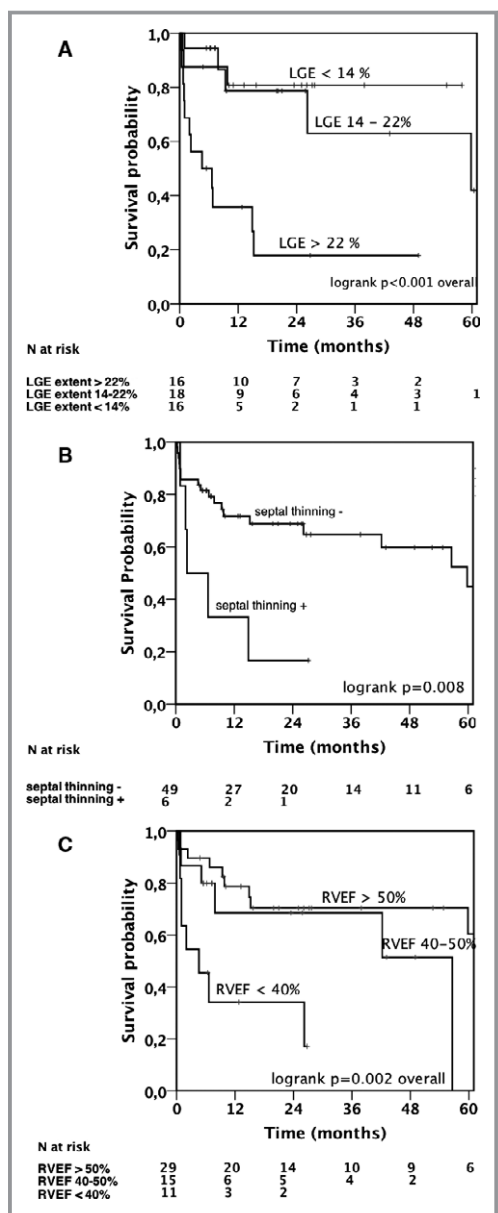 A
1,0
0,8
0,6
0,4
0,2
0,0
Survival probability
LGE < 14 %
LGE 14 – 22%
LGE > 22 %
logrank p<0.001 overall
0 12 24 36 48 60
Time (months)
N at risk
LGE extent > 22% 16 10 7 3 2
LGE extent 14-22% 18 9 6 4 3 1
LGE extent < 14% 16 5 2 1 1
B
1,0
0,8
0,6
0,4
0,2
0,0
Survival Probability
septal thinning -
septal thinning +
logrank p=0.008
0 12 24 36 48 60
Time (months)
N at risk
septal thinning - 49 27 20 14 11 6
septal thinning + 6 2 1
C
1,0
0,8
0,6
0,4
0,2
0,0
Survival probability
RVEF > 50%
RVEF 40–50%
RVEF < 40%
logrank p=0.002 overall
0 12 24 36 48 60
Time (months)
N at risk
RVEF > 50% 29 20 14 10 9 6
RVEF 40-50% 15 6 5 4 2
RVEF < 40% 11 3 2